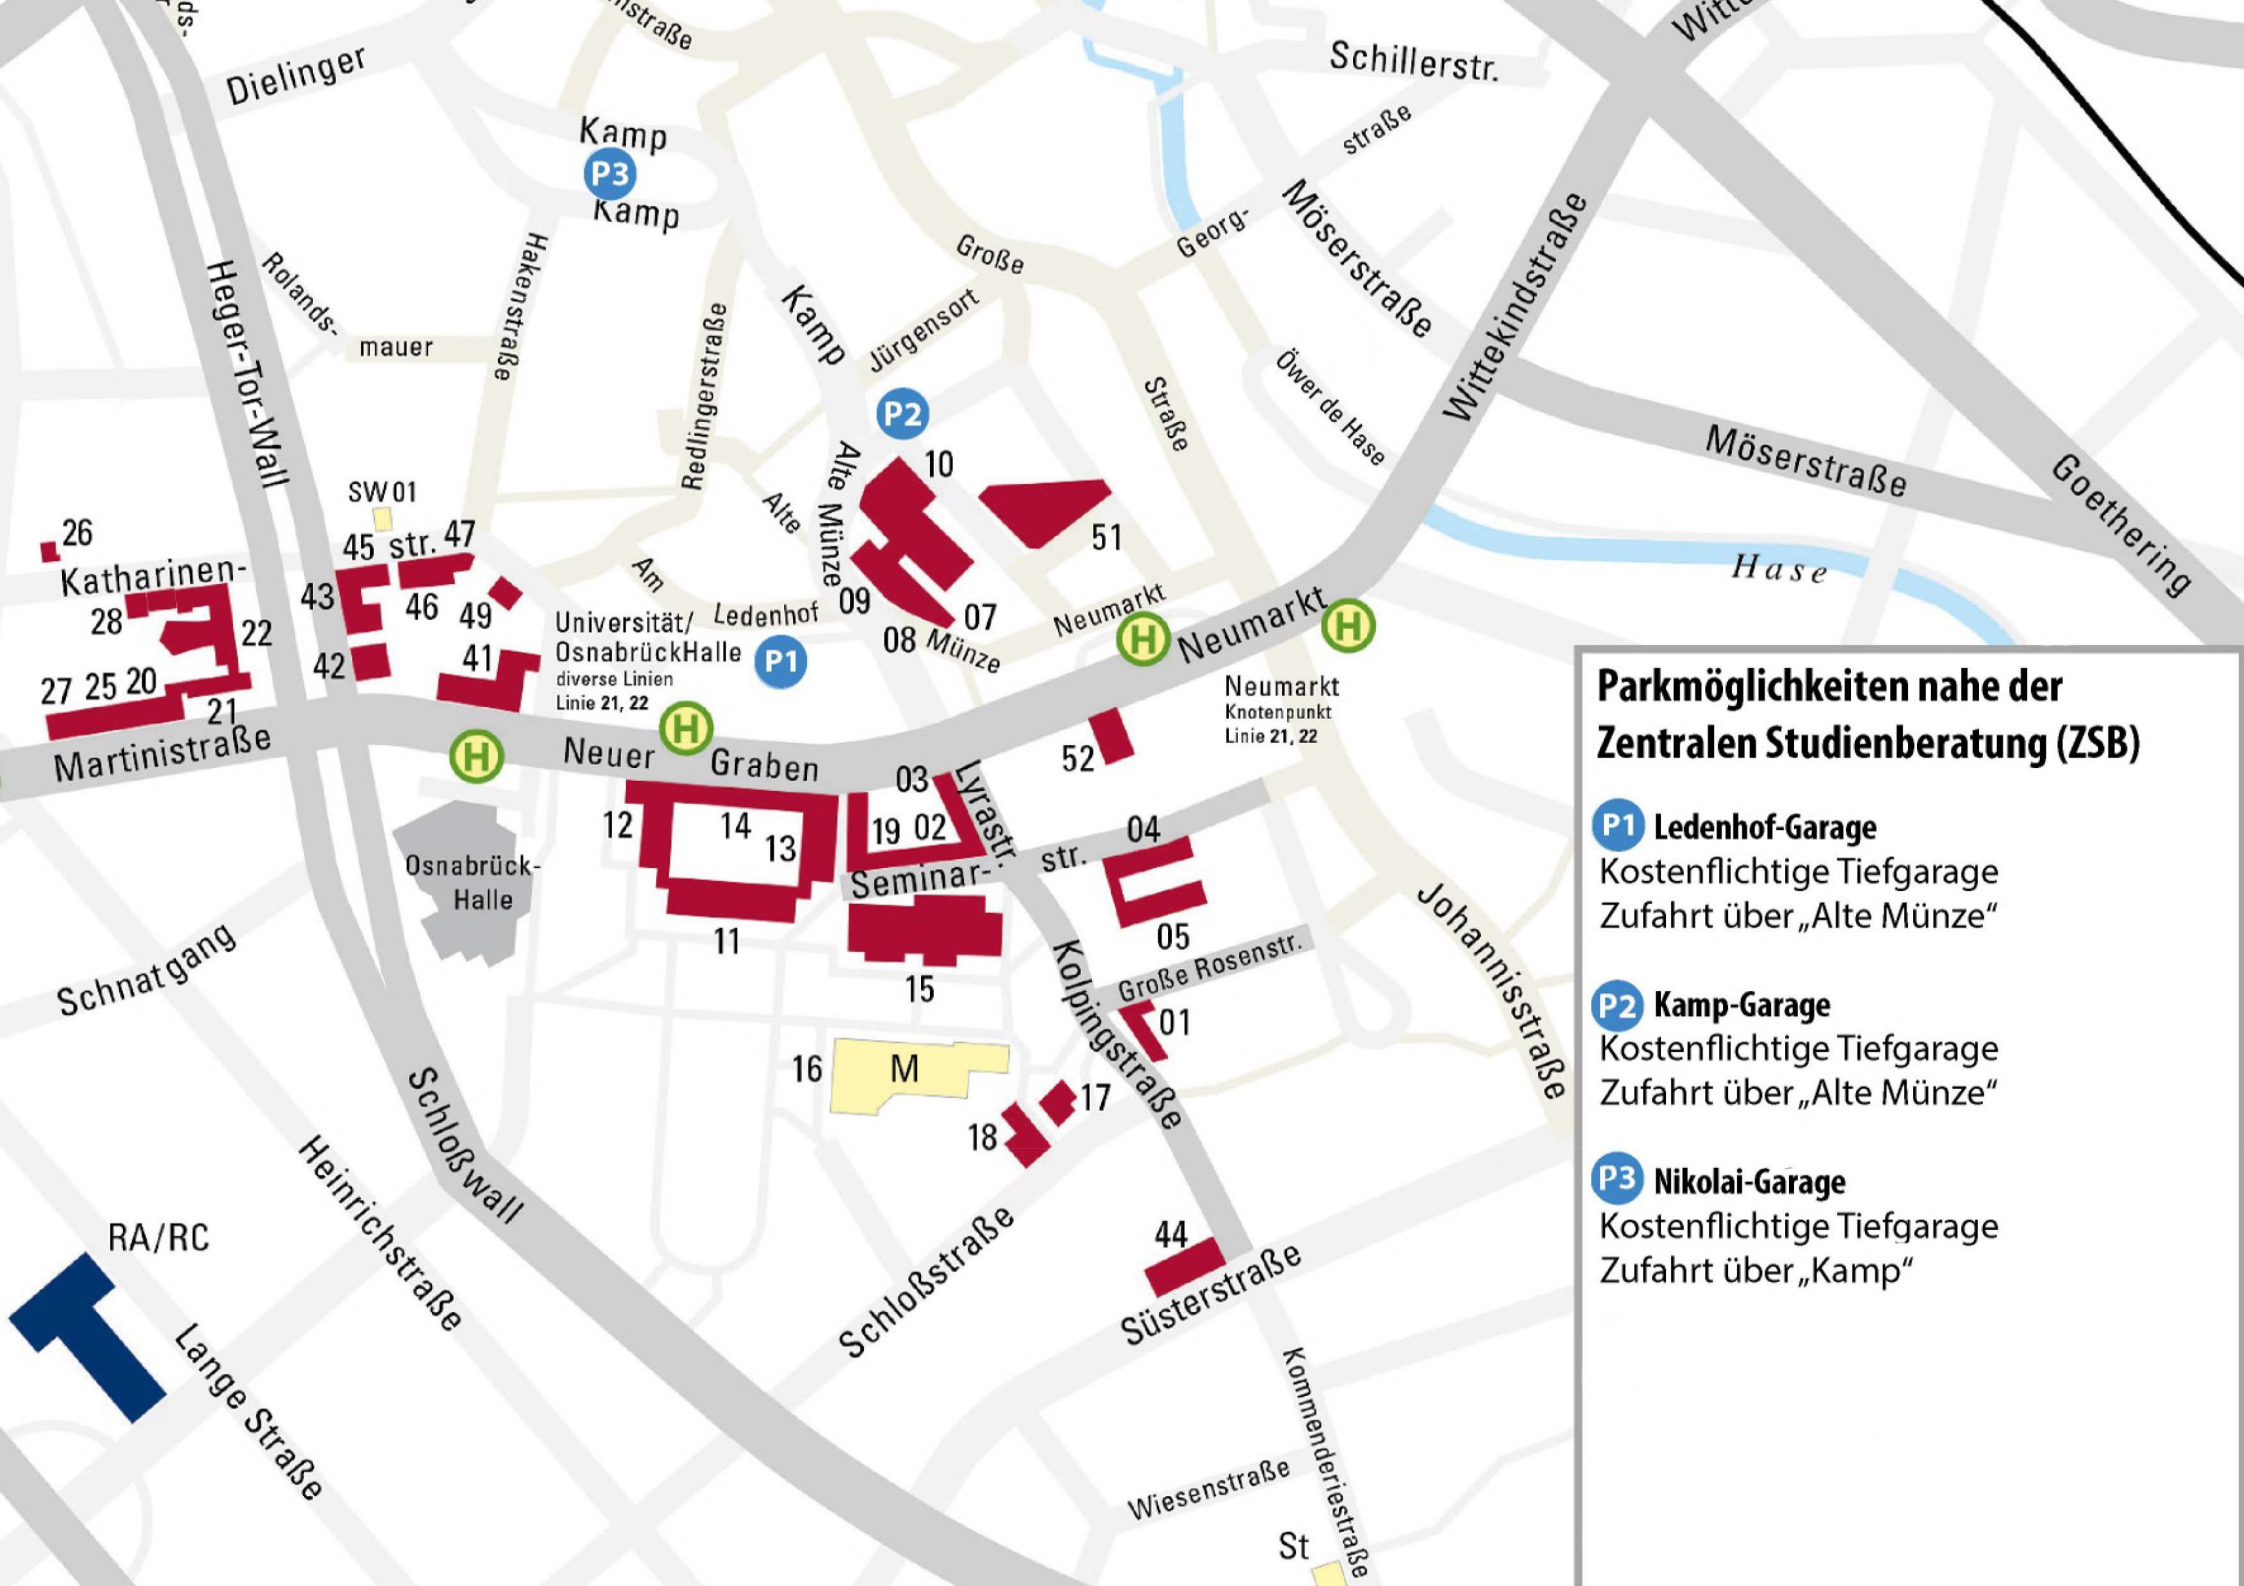 Dielinger
Schillerstr.
Kamp
P3
Kamp
straße
Georg-
Möserstraße
Große
Rolands-
mauer
Hakenstraße
Heger-Tor-Wall
Redlingerstraße
Kamp
Jürgensort
Straße
Öwer de Hase
Wittekindstraße
P2
Möserstraße
Goethering
Alte
Münze
10
51
Alte
SW 01
26
45 str. 47
Katharinen-
43
28
22
46
49
Am
Ledenhof
09
07
08 Münze
Neumarkt
H
Neumarkt
H
Hase
Universität/
OsnabrückHalle
diverse Linien
Linie 21, 22
P1
42
41
27 25 20
21
Martinistraße
H
Neuer
H
Graben
Neumarkt
Knotenpunkt
Linie 21, 22
52
03
Lyrastr.
12
14
13
19 02
Seminar-
str.
04
05
Osnabrück-
Halle
11
15
Schnatgang
Große Rosenstr.
01
Johannisstraße
Kolpingstraße
16
M
17
18
Schloßwall
Heinrichstraße
RA/RC
Lange Straße
Schloßstraße
44
Süsterstraße
Kommenderiestraße
Wiesenstraße
St
Parkmöglichkeiten nahe der
Zentralen Studienberatung (ZSB)
P1 Ledenhof-Garage
Kostenflichtige Tiefgarage
Zufahrt über „Alte Münze“
P2 Kamp-Garage
Kostenflichtige Tiefgarage
Zufahrt über „Alte Münze“
P3 Nikolai-Garage
Kostenflichtige Tiefgarage
Zufahrt über „Kamp“